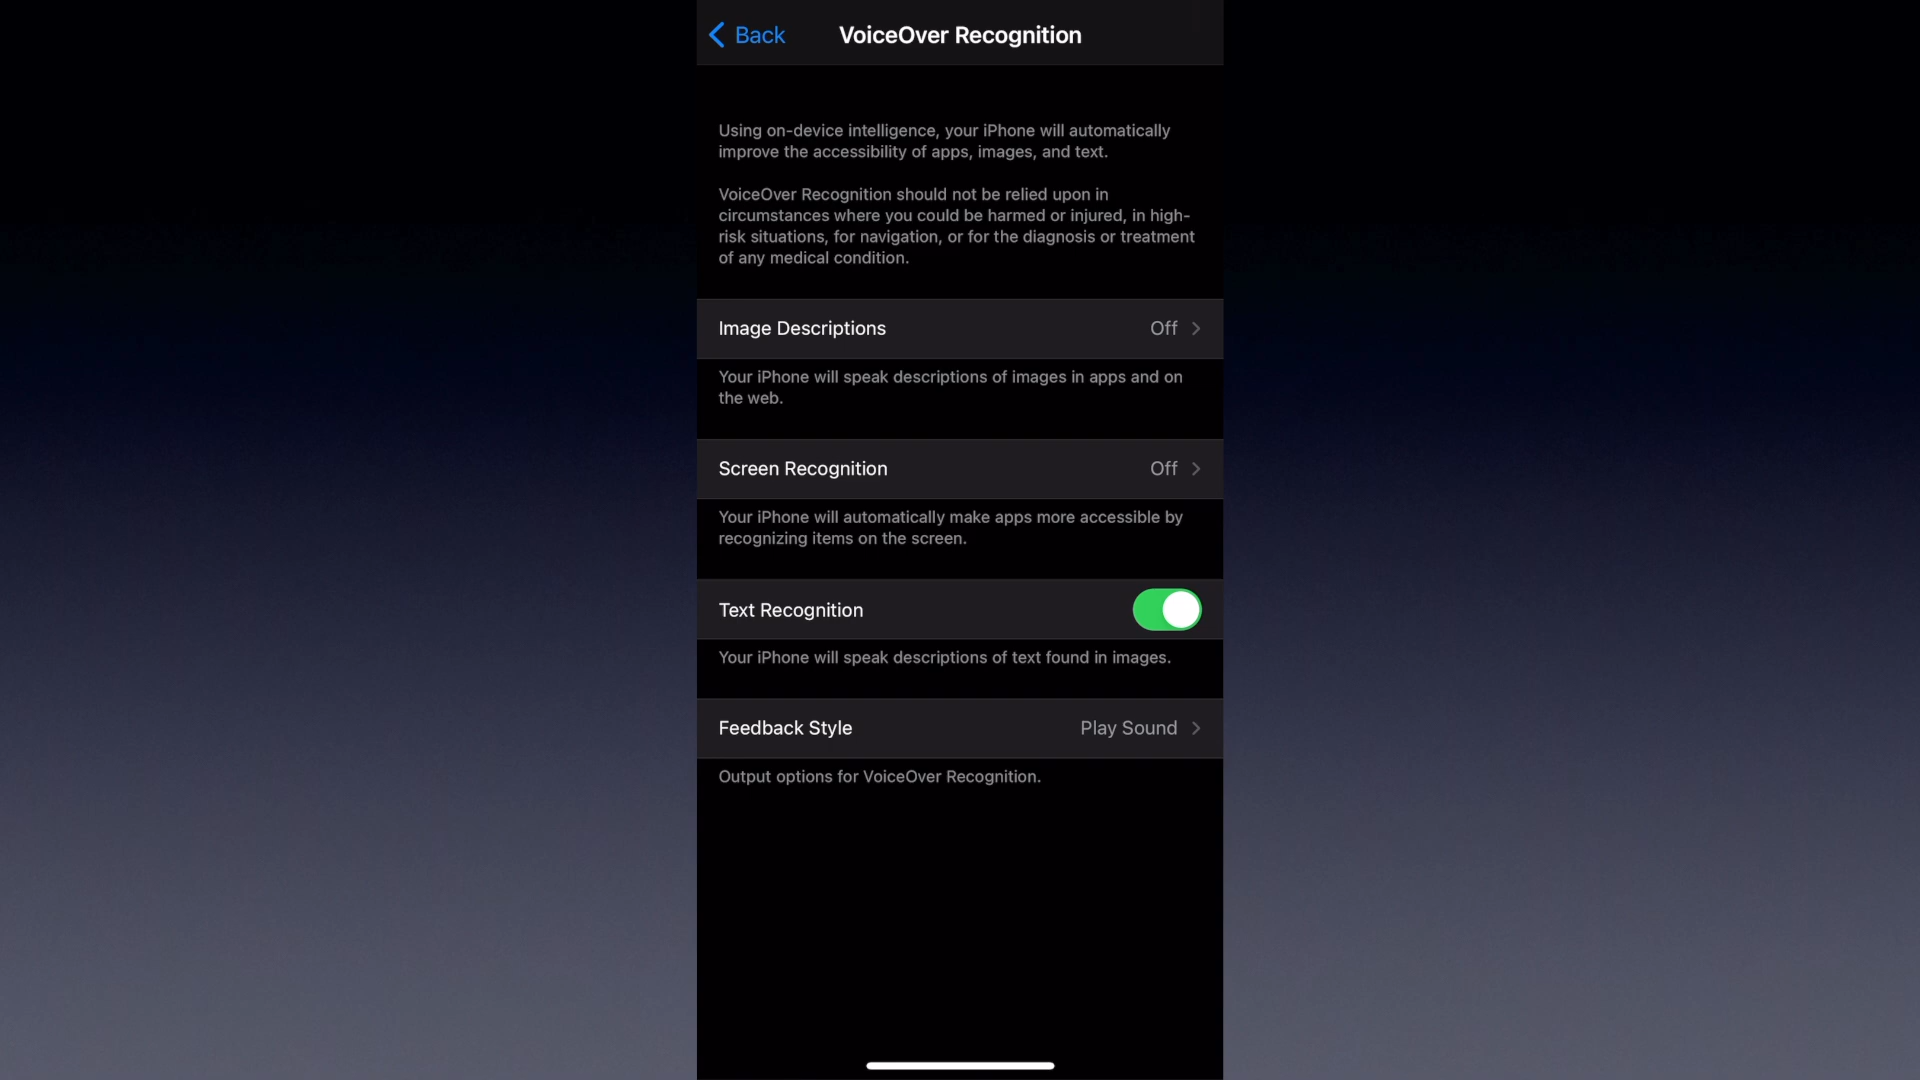 Back
VoiceOver Recognition
Using on-device intelligence, your iPhone will automatically
improve the accessibility of apps, images, and text.
VoiceOver Recognition should not be relied upon in
circumstances where you could be harmed or injured, in high-
risk situations, for navigation, or for the diagnosis or treatment
of any medical condition.
Image Descriptions Off
Your iPhone will speak descriptions of images in apps and on
the web.
Screen Recognition Off
Your iPhone will automatically make apps more accessible by
recognizing items on the screen.
Text Recognition
Your iPhone will speak descriptions of text found in images.
Feedback Style Play Sound
Output options for VoiceOver Recognition.